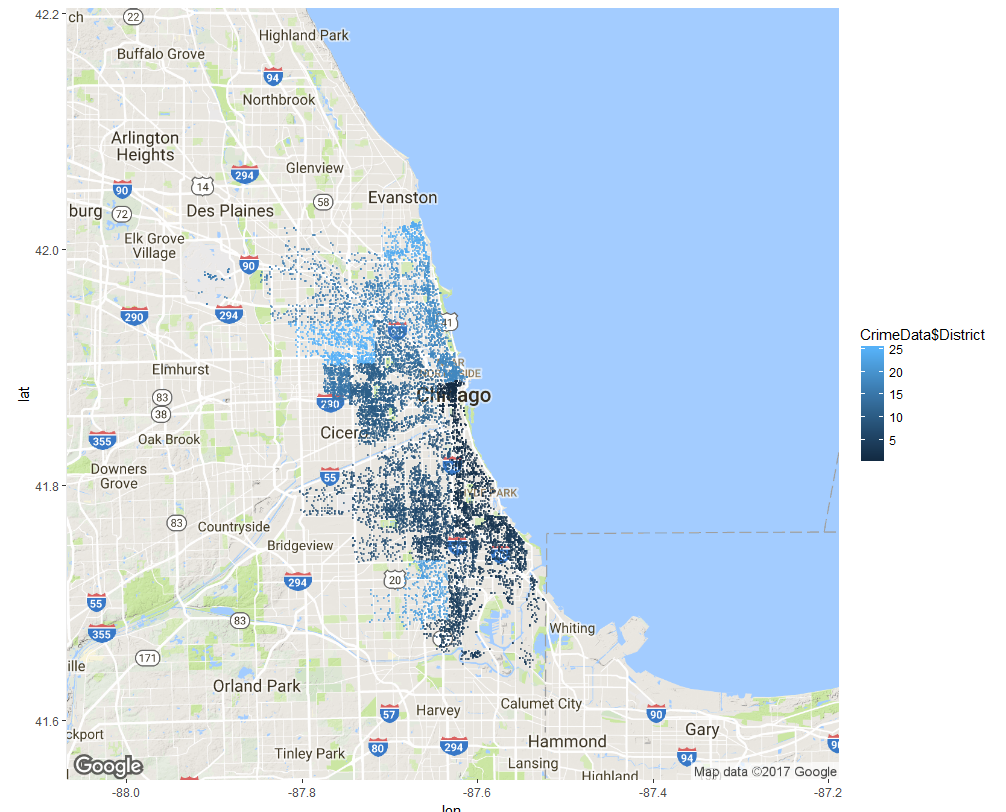 42.2
22
ch
Highland Park
Buffalo Grove
94
Northbrook
Arlington
Heights
Glenview
294
14
90
58
Evanston
burg
72
Des Plaines
42.0
Elk Grove
Village
90
290
294
41
Elmhurst
83
38
290
Chicago
355
Oak Brook
Cicero
Downers
Grove
55
41.8
83
Countryside
Bridgeview
294
20
55
83
355
Whiting
171
ille
Orland Park
57
Harvey
Calumet City
90
41.6
ckport
80
294
Hammond
Gary
Tinley Park
Lansing
94
Highland
Google
Map data ©2017 Google
-88.0
-87.8
-87.6
-87.4
-87.2
lon
lat
CrimeData$District
25
20
15
10
5